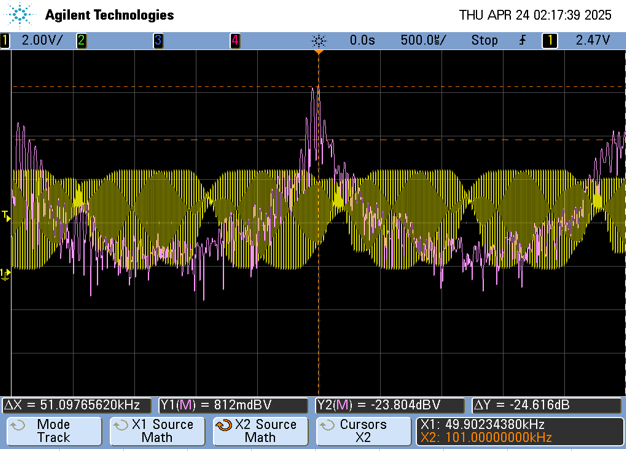 Agilent Technologies THU APR 24 02:17:39 2025
1 2.00V/ 2 3 4 0.0s 500.0⅟ Stop 1 2.47V
T
1
ΔX = 51.09765620kHz Y1(M) = 812mdBV Y2(M) = -23.804dBV ΔY = -24.616dB
Mode Track
X1 Source Math
X2 Source Math
Cursors X2
X1: 49.90234380kHz
X2: 101.00000000kHz